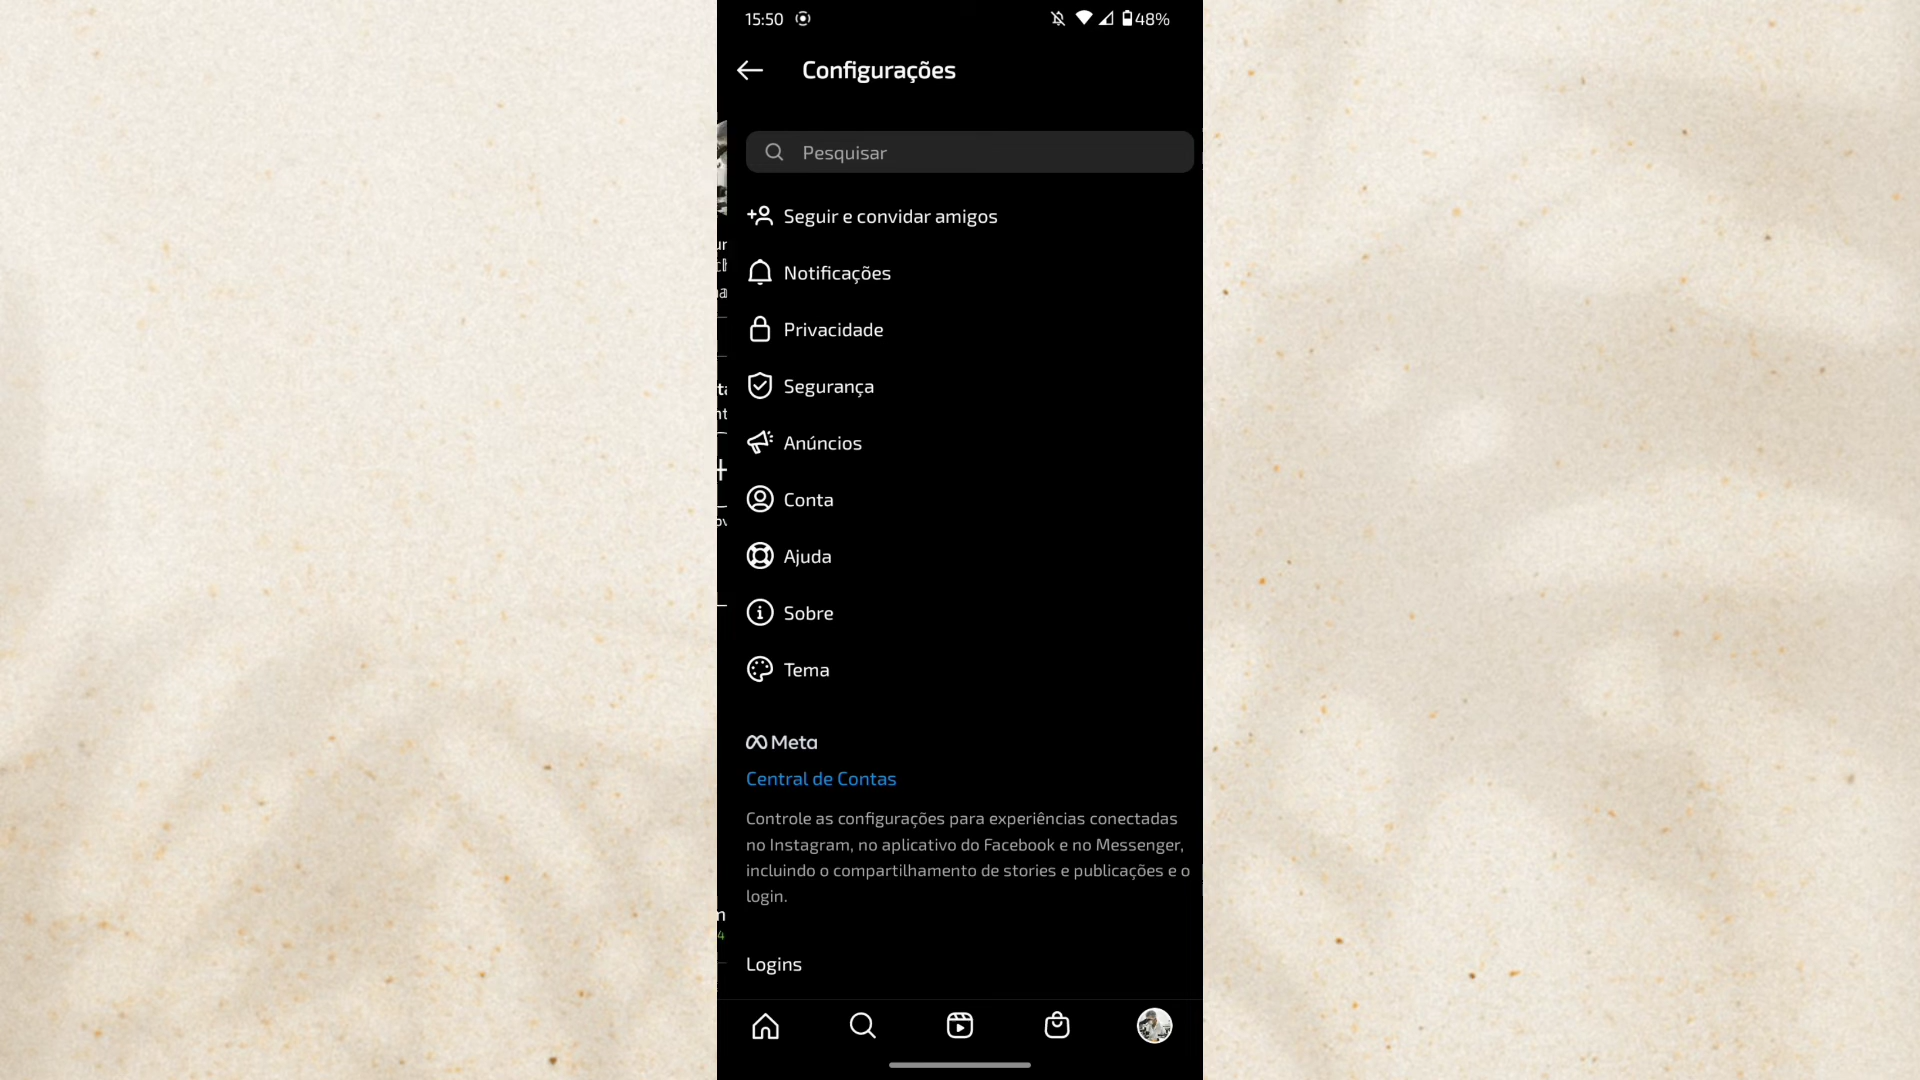 15:50 48%
Configurações
Pesquisar
Seguir e convidar amigos
Notificações
Privacidade
Segurança
Anúncios
Conta
Ajuda
Sobre
Tema
Meta
Central de Contas
Controle as configurações para experiências conectadas
no Instagram, no aplicativo do Facebook e no Messenger,
incluindo o compartilhamento de stories e publicações e o
login.
Logins